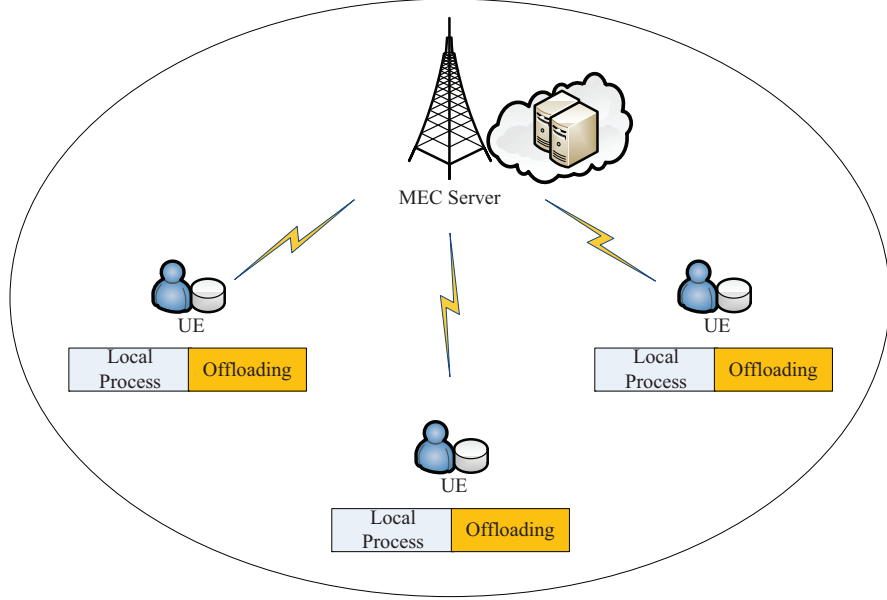 MEC Server
UE
Local
Process
Offloading
UE
Local
Process
Offloading
UE
Local
Process
Offloading